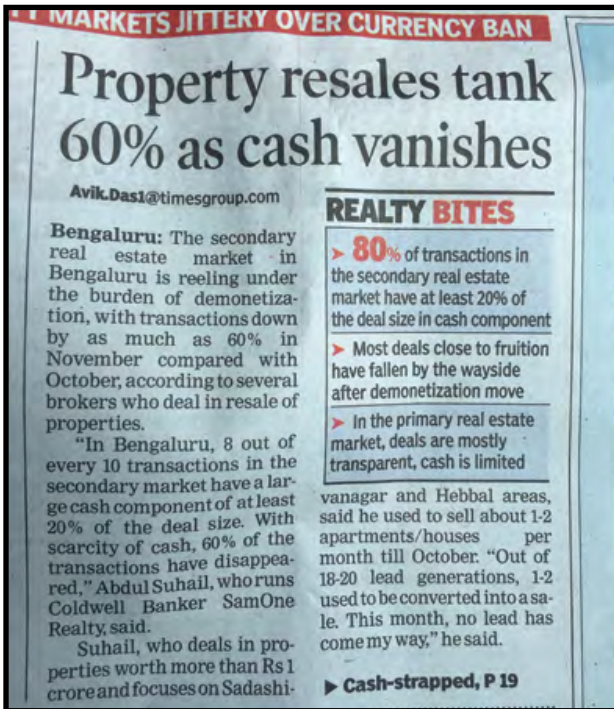 MARKETS JITTERY OVER CURRENCY BAN
Property resales tank
60% as cash vanishes
Avik.Das1@timesgroup.com
Bengaluru: The secondary
real estate market in
Bengaluru is reeling under
the burden of demonetiza-
tion, with transactions down
by as much as 60% in
November compared with
October, according to several
brokers who deal in resale of
properties.
"In Bengaluru, 8 out of
every 10 transactions in the
secondary market have a lar-
ge cash component of at least
20% of the deal size. With
scarcity of cash, 60% of the
transactions have disappea-
red," Abdul Suhail, who runs
Coldwell Banker SamOne
Realty, said.
Suhail, who deals in pro-
perties worth more than Rs 1
crore and focuses on Sadashi-
REALTY BITES
➤ 80% of transactions in
the secondary real estate
market have at least 20% of
the deal size in cash component
➤ Most deals close to fruition
have fallen by the wayside
after demonetization move
➤ In the primary real estate
market, deals are mostly
transparent, cash is limited
vanagar and Hebbal areas,
said he used to sell about 1-2
apartments/houses per
month till October. "Out of
18-20 lead generations, 1-2
used to be converted into a sa-
le. This month, no lead has
come my way," he said.
▶ Cash-strapped, P 19